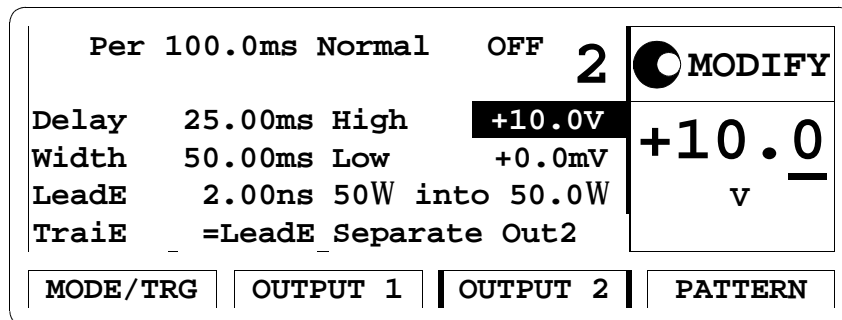 Per 100.0ms Normal OFF 2
MODIFY
Delay 25.00ms High +10.0V
Width 50.00ms Low +0.0mV
LeadE 2.00ns 50W into 50.0W
TraiE =LeadE Separate Out2
+10.0
V
MODE/TRG OUTPUT 1 OUTPUT 2 PATTERN